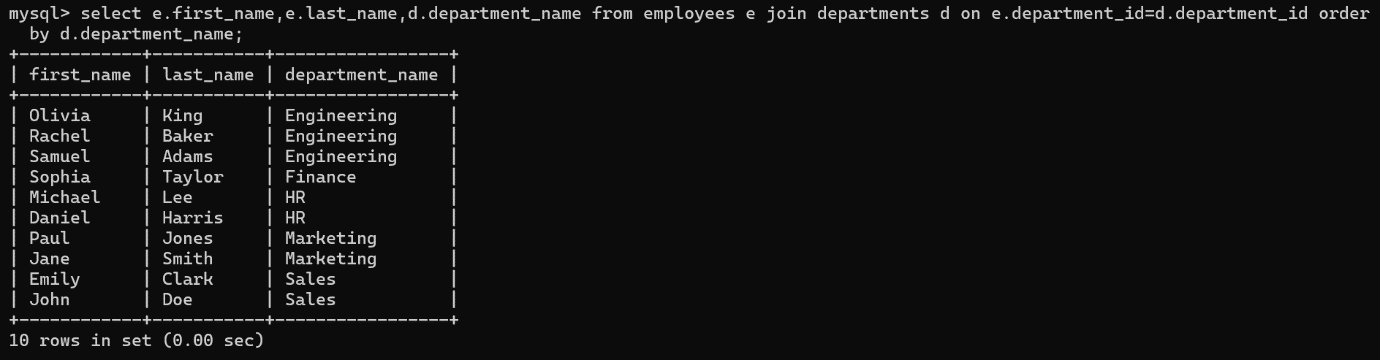 mysql> select e.first_name,e.last_name,d.department_name from employees e join departments d on e.department_id=d.department_id order
  by d.department_name;
+------------+-----------+-----------------+
| first_name | last_name | department_name |
+------------+-----------+-----------------+
| Olivia     | King      | Engineering     |
| Rachel     | Baker     | Engineering     |
| Samuel     | Adams     | Engineering     |
| Sophia     | Taylor    | Finance         |
| Michael    | Lee       | HR              |
| Daniel     | Harris    | HR              |
| Paul       | Jones     | Marketing       |
| Jane       | Smith     | Marketing       |
| Emily      | Clark     | Sales           |
| John       | Doe       | Sales           |
+------------+-----------+-----------------+
10 rows in set (0.00 sec)